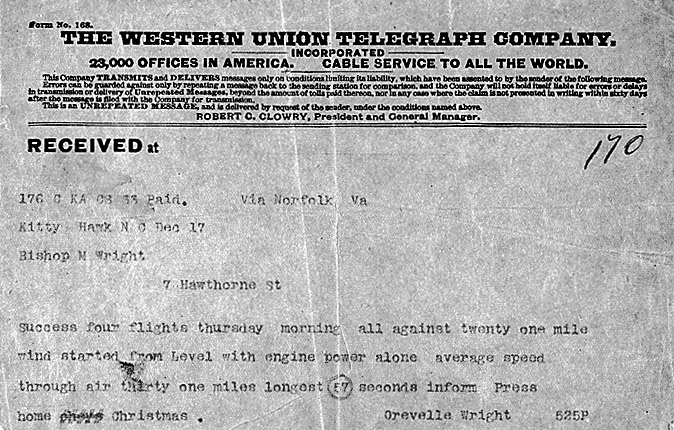 Form No. 168.
THE WESTERN UNION TELEGRAPH COMPANY.
INCORPORATED
23,000 OFFICES IN AMERICA. CABLE SERVICE TO ALL THE WORLD.
This Company TRANSMITS and DELIVERS messages only on conditions limiting its liability, which have been assented to by the sender of the following message.
Errors can be guarded against only by repeating a message back to the sending station for comparison, and the Company will not hold itself liable for errors or delays
in transmission or delivery of Unrepeated Messages, beyond the amount of tolls paid thereon, nor in any case where the claim is not presented in writing within sixty days
after the message is filed with the Company for transmission.
This is an UNREPEATED MESSAGE, and is delivered by request of the sender, under the conditions named above.
ROBERT C. CLOWRY, President and General Manager.
RECEIVED at
170
176 C KA CS 33 Paid. Via Norfolk Va
Kitty Hawk N C Dec 17
Bishop M Wright
7 Hawthorne St
Success four flights thursday morning all against twenty one mile
wind started from Level with engine power alone average speed
through air thirty one miles longest 57 seconds inform Press
home Christmas .
Orevelle Wright 525P